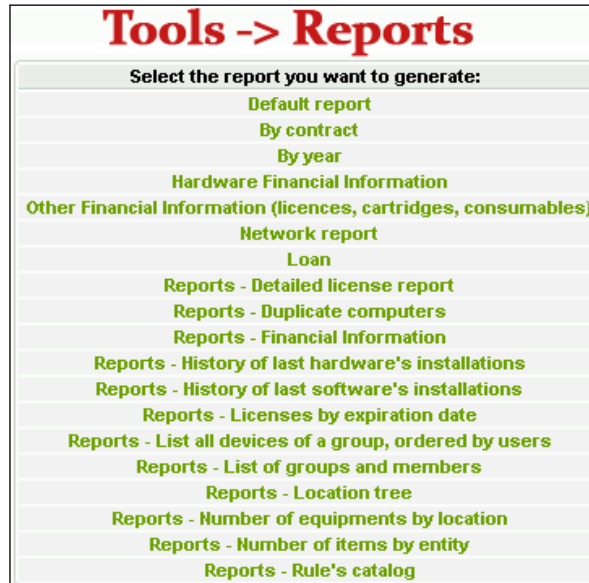 Tools -> Reports
Select the report you want to generate:
Default report
By contract
By year
Hardware Financial Information
Other Financial Information (licences, cartridges, consumables)
Network report
Loan
Reports - Detailed license report
Reports - Duplicate computers
Reports - Financial Information
Reports - History of last hardware's installations
Reports - History of last software's installations
Reports - Licenses by expiration date
Reports - List all devices of a group, ordered by users
Reports - List of groups and members
Reports - Location tree
Reports - Number of equipments by location
Reports - Number of items by entity
Reports - Rule's catalog